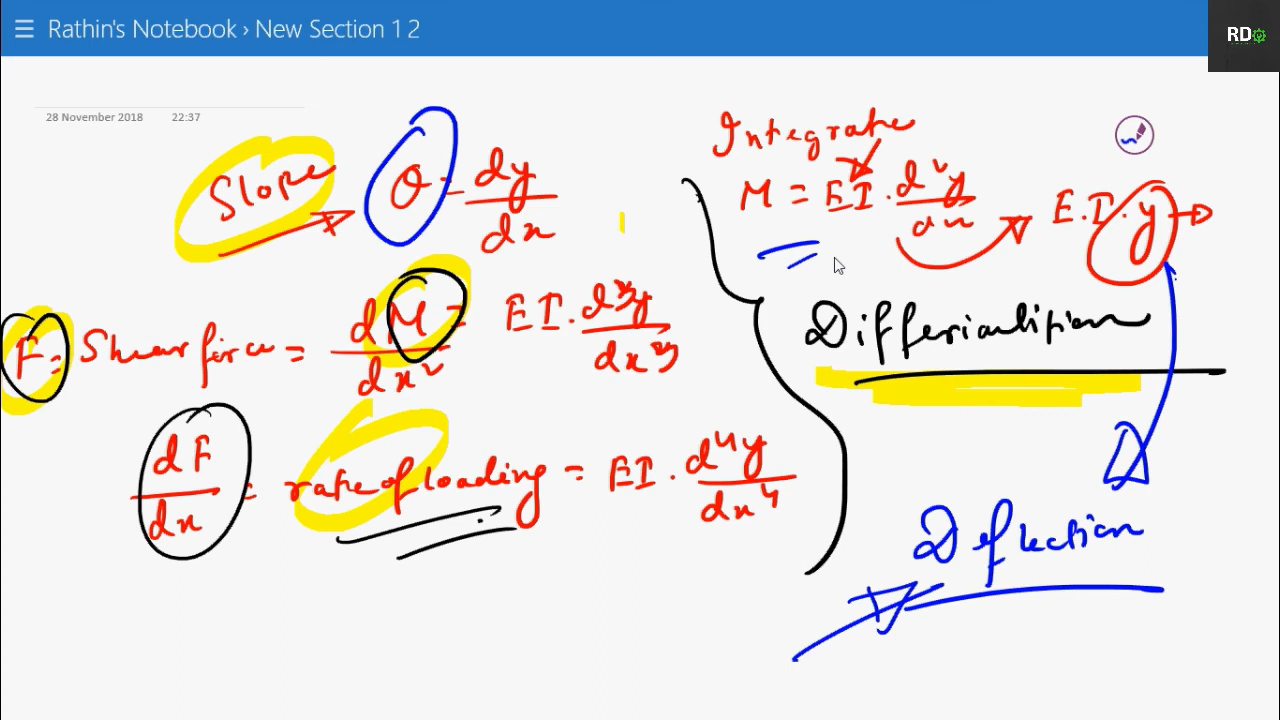 Rathin's Notebook › New Section 1 2
RD
28 November 2018 22:37
Slope θ = dy/dx
Integrate
M = EI · d²y/dx E.I.y
F = Shear force = dM/dx² = EI · d³y/dx³
Differianlitian
dF/dx = rate of loading = EI · d⁴y/dx⁴
Deflection